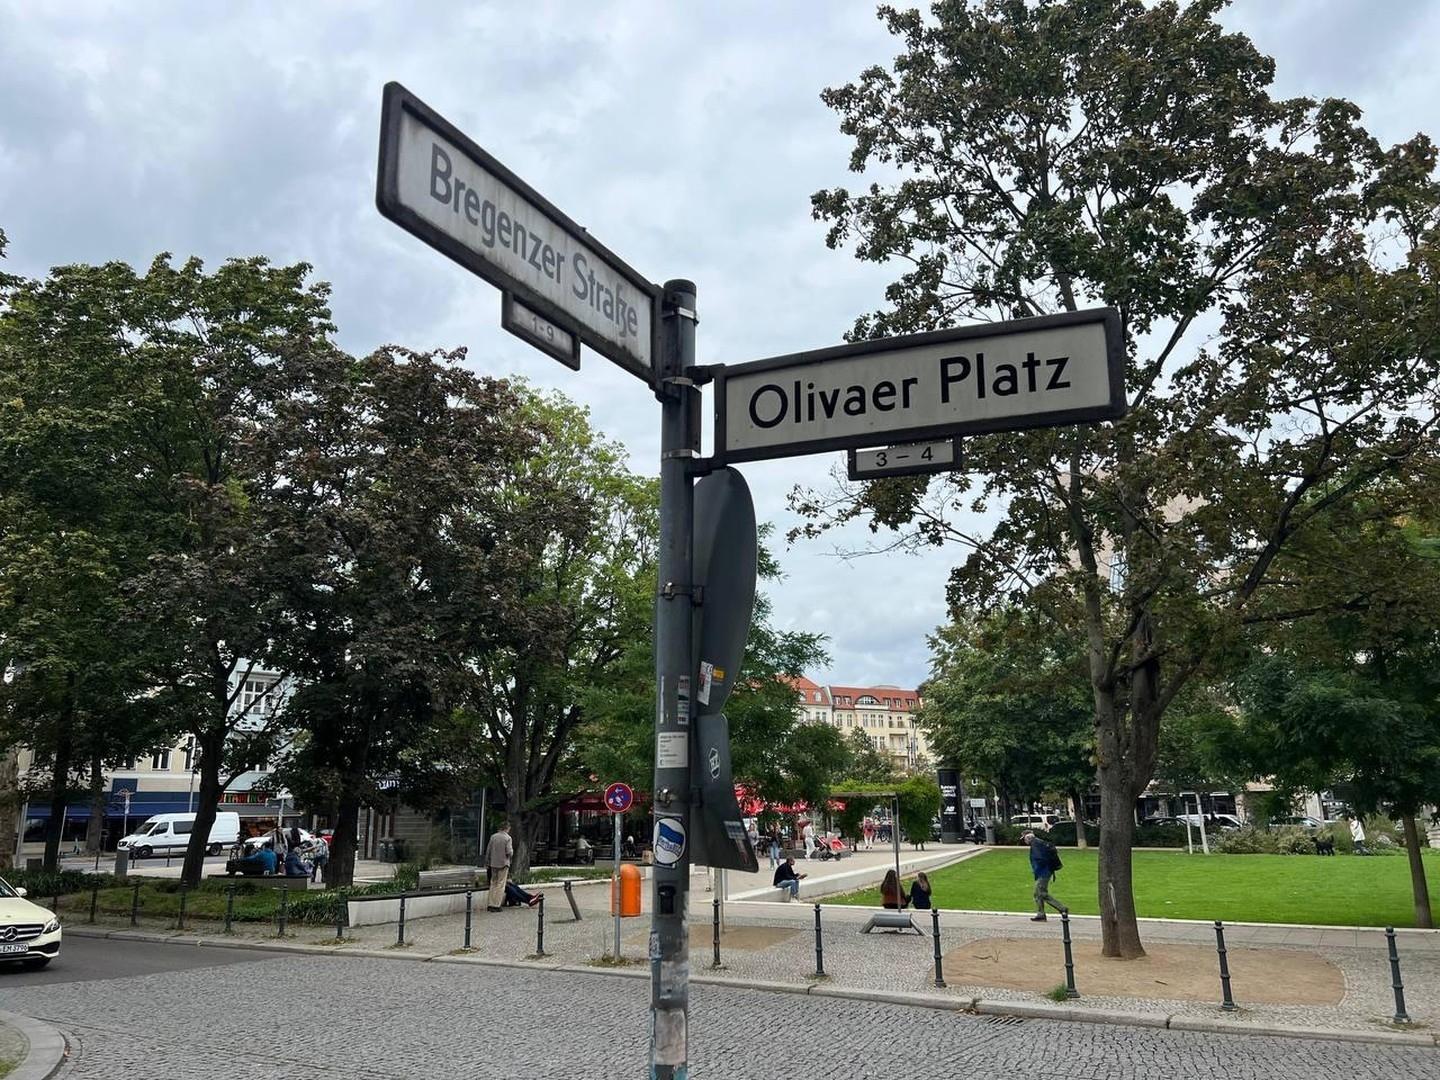 Bregenzer Straße
1-9
Olivaer Platz
3 – 4